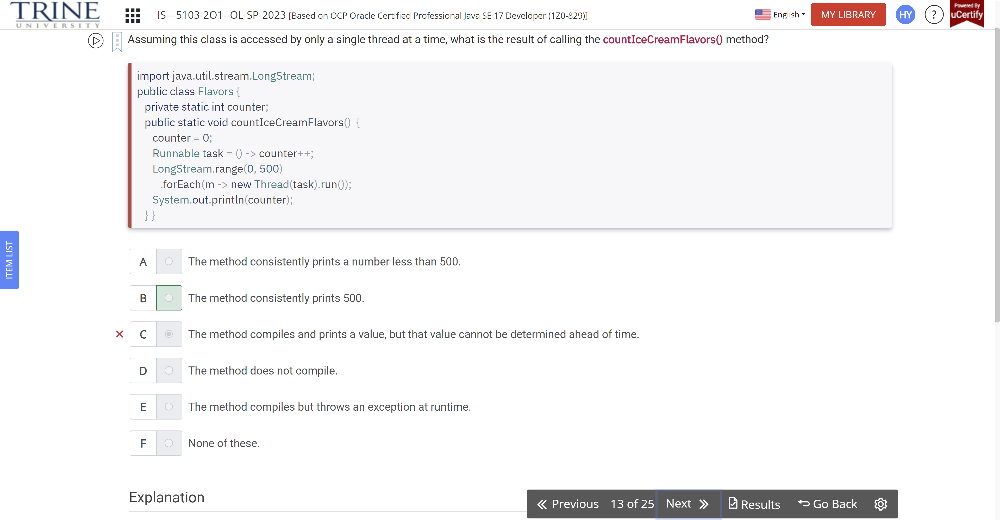 TRINE
UNIVERSITY
IS---5103-2O1--OL-SP-2023 [Based on OCP Oracle Certified Professional Java SE 17 Developer (1Z0-829)]
English
MY LIBRARY
HY
?
Powered By
uCertify
Assuming this class is accessed by only a single thread at a time, what is the result of calling the countIceCreamFlavors() method?
import java.util.stream.LongStream;
public class Flavors {
private static int counter;
public static void countIceCreamFlavors() {
counter = 0;
Runnable task = () -> counter++;
LongStream.range(0, 500)
.forEach(m -> new Thread(task).run());
System.out.println(counter);
} }
ITEM LIST
A The method consistently prints a number less than 500.
B The method consistently prints 500.
C The method compiles and prints a value, but that value cannot be determined ahead of time.
D The method does not compile.
E The method compiles but throws an exception at runtime.
F None of these.
Explanation
Previous 13 of 25 Next Results Go Back